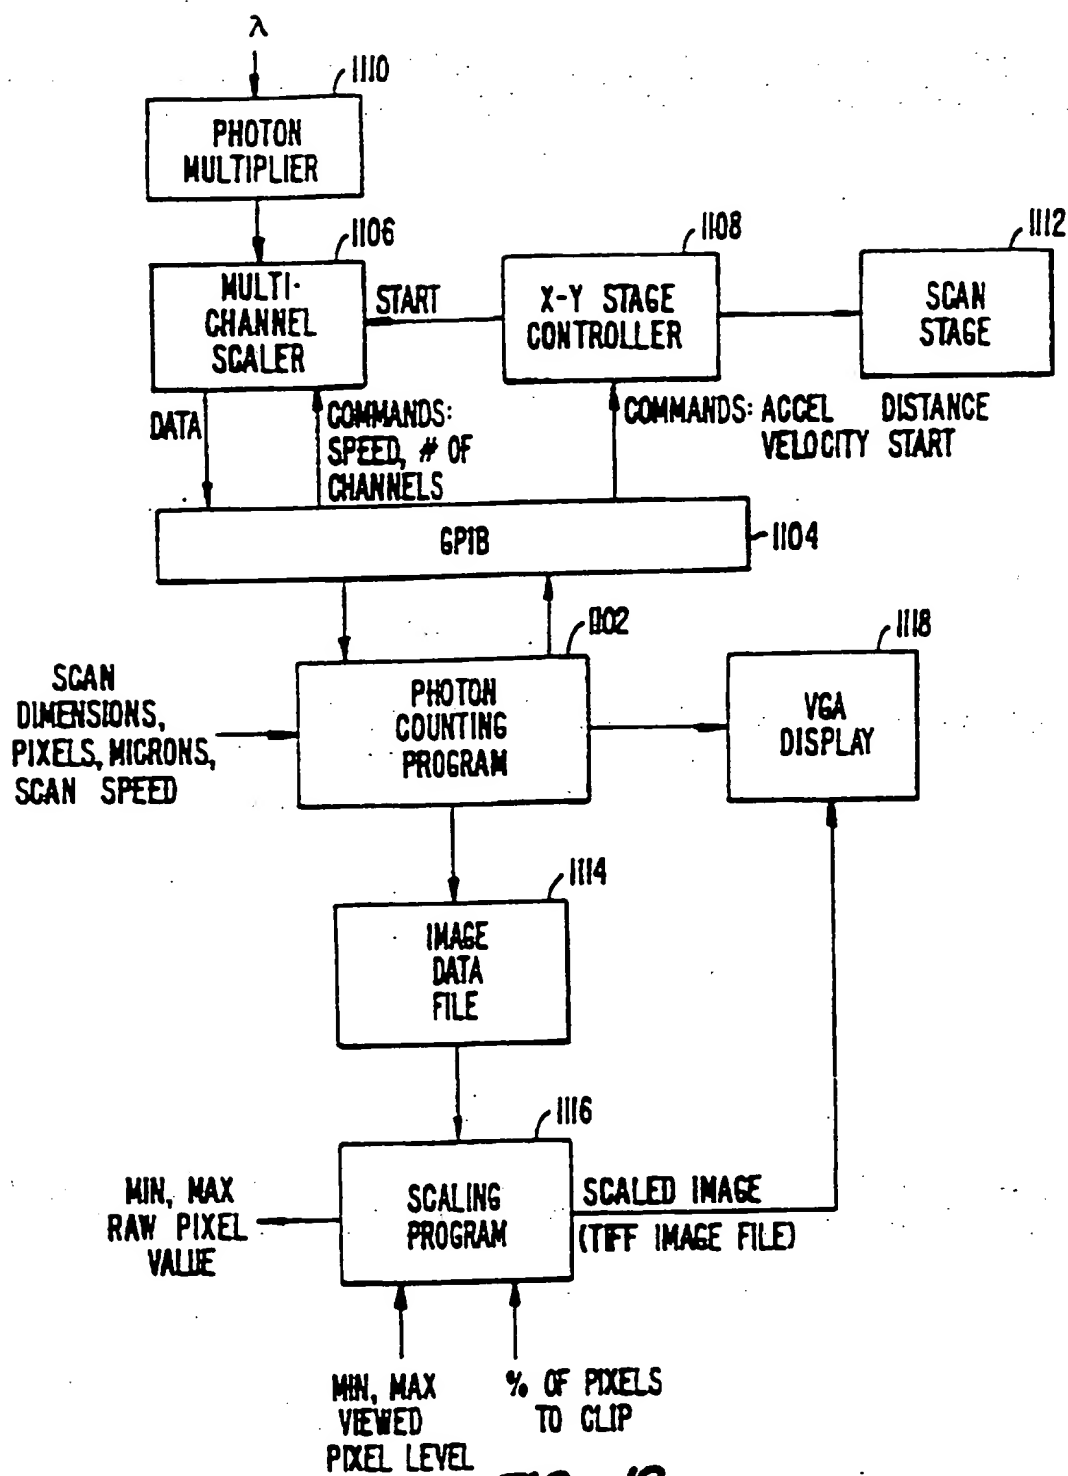 λ
1110
PHOTON
MULTIPLIER
1106
MULTI-
CHANNEL
SCALER
START
1108
X-Y STAGE
CONTROLLER
1112
SCAN
STAGE
DATA
COMMANDS:
SPEED, # OF
CHANNELS
COMMANDS: ACCEL DISTANCE
VELOCITY START
GPIB
1104
1102
SCAN
DIMENSIONS,
PIXELS, MICRONS,
SCAN SPEED
PHOTON
COUNTING
PROGRAM
1118
VGA
DISPLAY
1114
IMAGE
DATA
FILE
1116
SCALING
PROGRAM
MIN, MAX
RAW PIXEL
VALUE
SCALED IMAGE
(TIFF IMAGE FILE)
MIN, MAX
VIEWED
PIXEL LEVEL
% OF PIXELS
TO CLIP